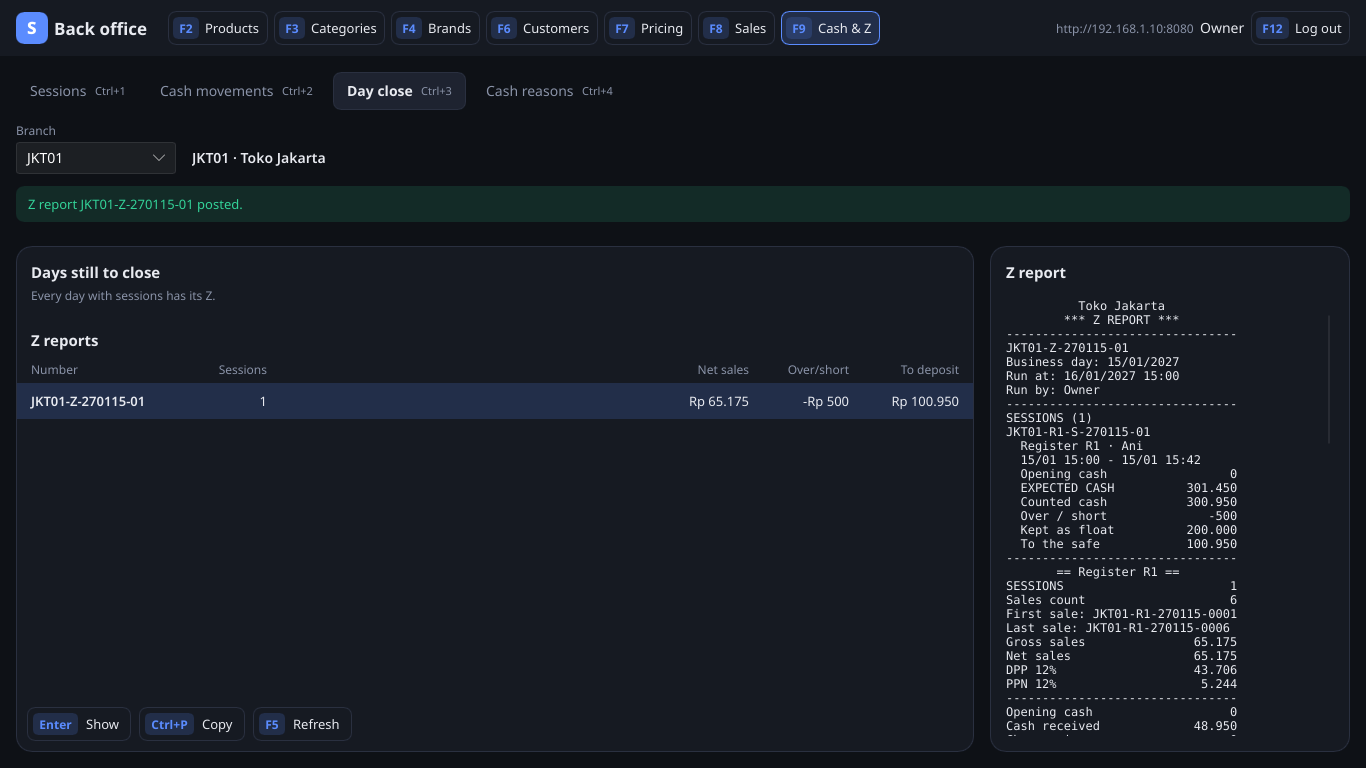 S Back office F2 Products F3 Categories F4 Brands F6 Customers F7 Pricing F8 Sales F9 Cash & Z http://192.168.1.10:8080 Owner F12 Log out
Sessions Ctrl+1 Cash movements Ctrl+2 Day close Ctrl+3 Cash reasons Ctrl+4
Branch
JKT01 JKT01 · Toko Jakarta
Z report JKT01-Z-270115-01 posted.
Days still to close
Every day with sessions has its Z.
Z reports
Number Sessions Net sales Over/short To deposit
JKT01-Z-270115-01 1 Rp 65.175 -Rp 500 Rp 100.950
Enter Show Ctrl+P Copy F5 Refresh
Z report
Toko Jakarta
*** Z REPORT ***
--------------------------------
JKT01-Z-270115-01
Business day: 15/01/2027
Run at: 16/01/2027 15:00
Run by: Owner
--------------------------------
SESSIONS (1)
JKT01-R1-S-270115-01
Register R1 · Ani
15/01 15:00 - 15/01 15:42
Opening cash 0
EXPECTED CASH 301.450
Counted cash 300.950
Over / short -500
Kept as float 200.000
To the safe 100.950
--------------------------------
== Register R1 ==
SESSIONS 1
Sales count 6
First sale: JKT01-R1-270115-0001
Last sale: JKT01-R1-270115-0006
Gross sales 65.175
Net sales 65.175
DPP 12% 43.706
PPN 12% 5.244
--------------------------------
Opening cash 0
Cash received 48.950